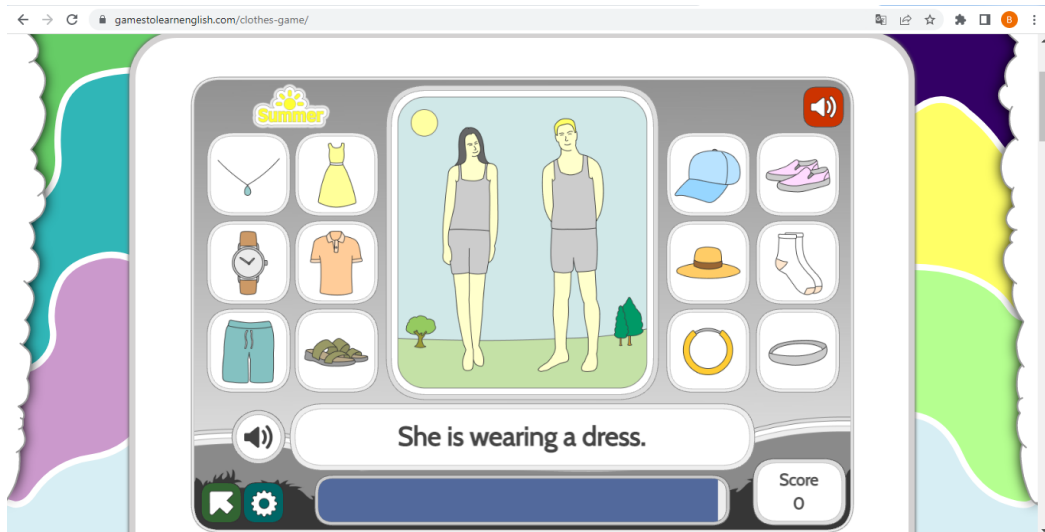 gamestolearnenglish.com/clothes-game/
B
Summer
She is wearing a dress.
Score
0